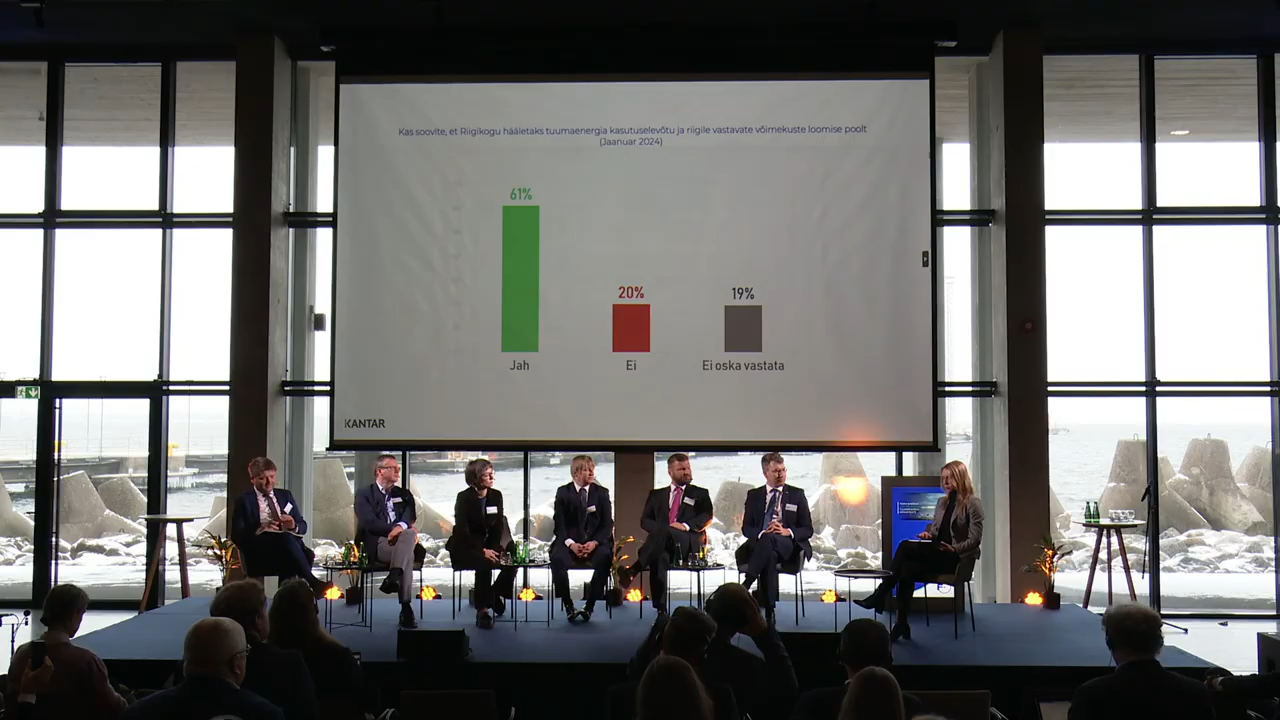 Kas soovite, et Riigikogu hääletaks tuumaenergia kasutuselevõtu ja riigile vastavate võimekuste loomise poolt
(Jaanuar 2024)
61%
20%
19%
Jah
Ei
Ei oska vastata
KANTAR